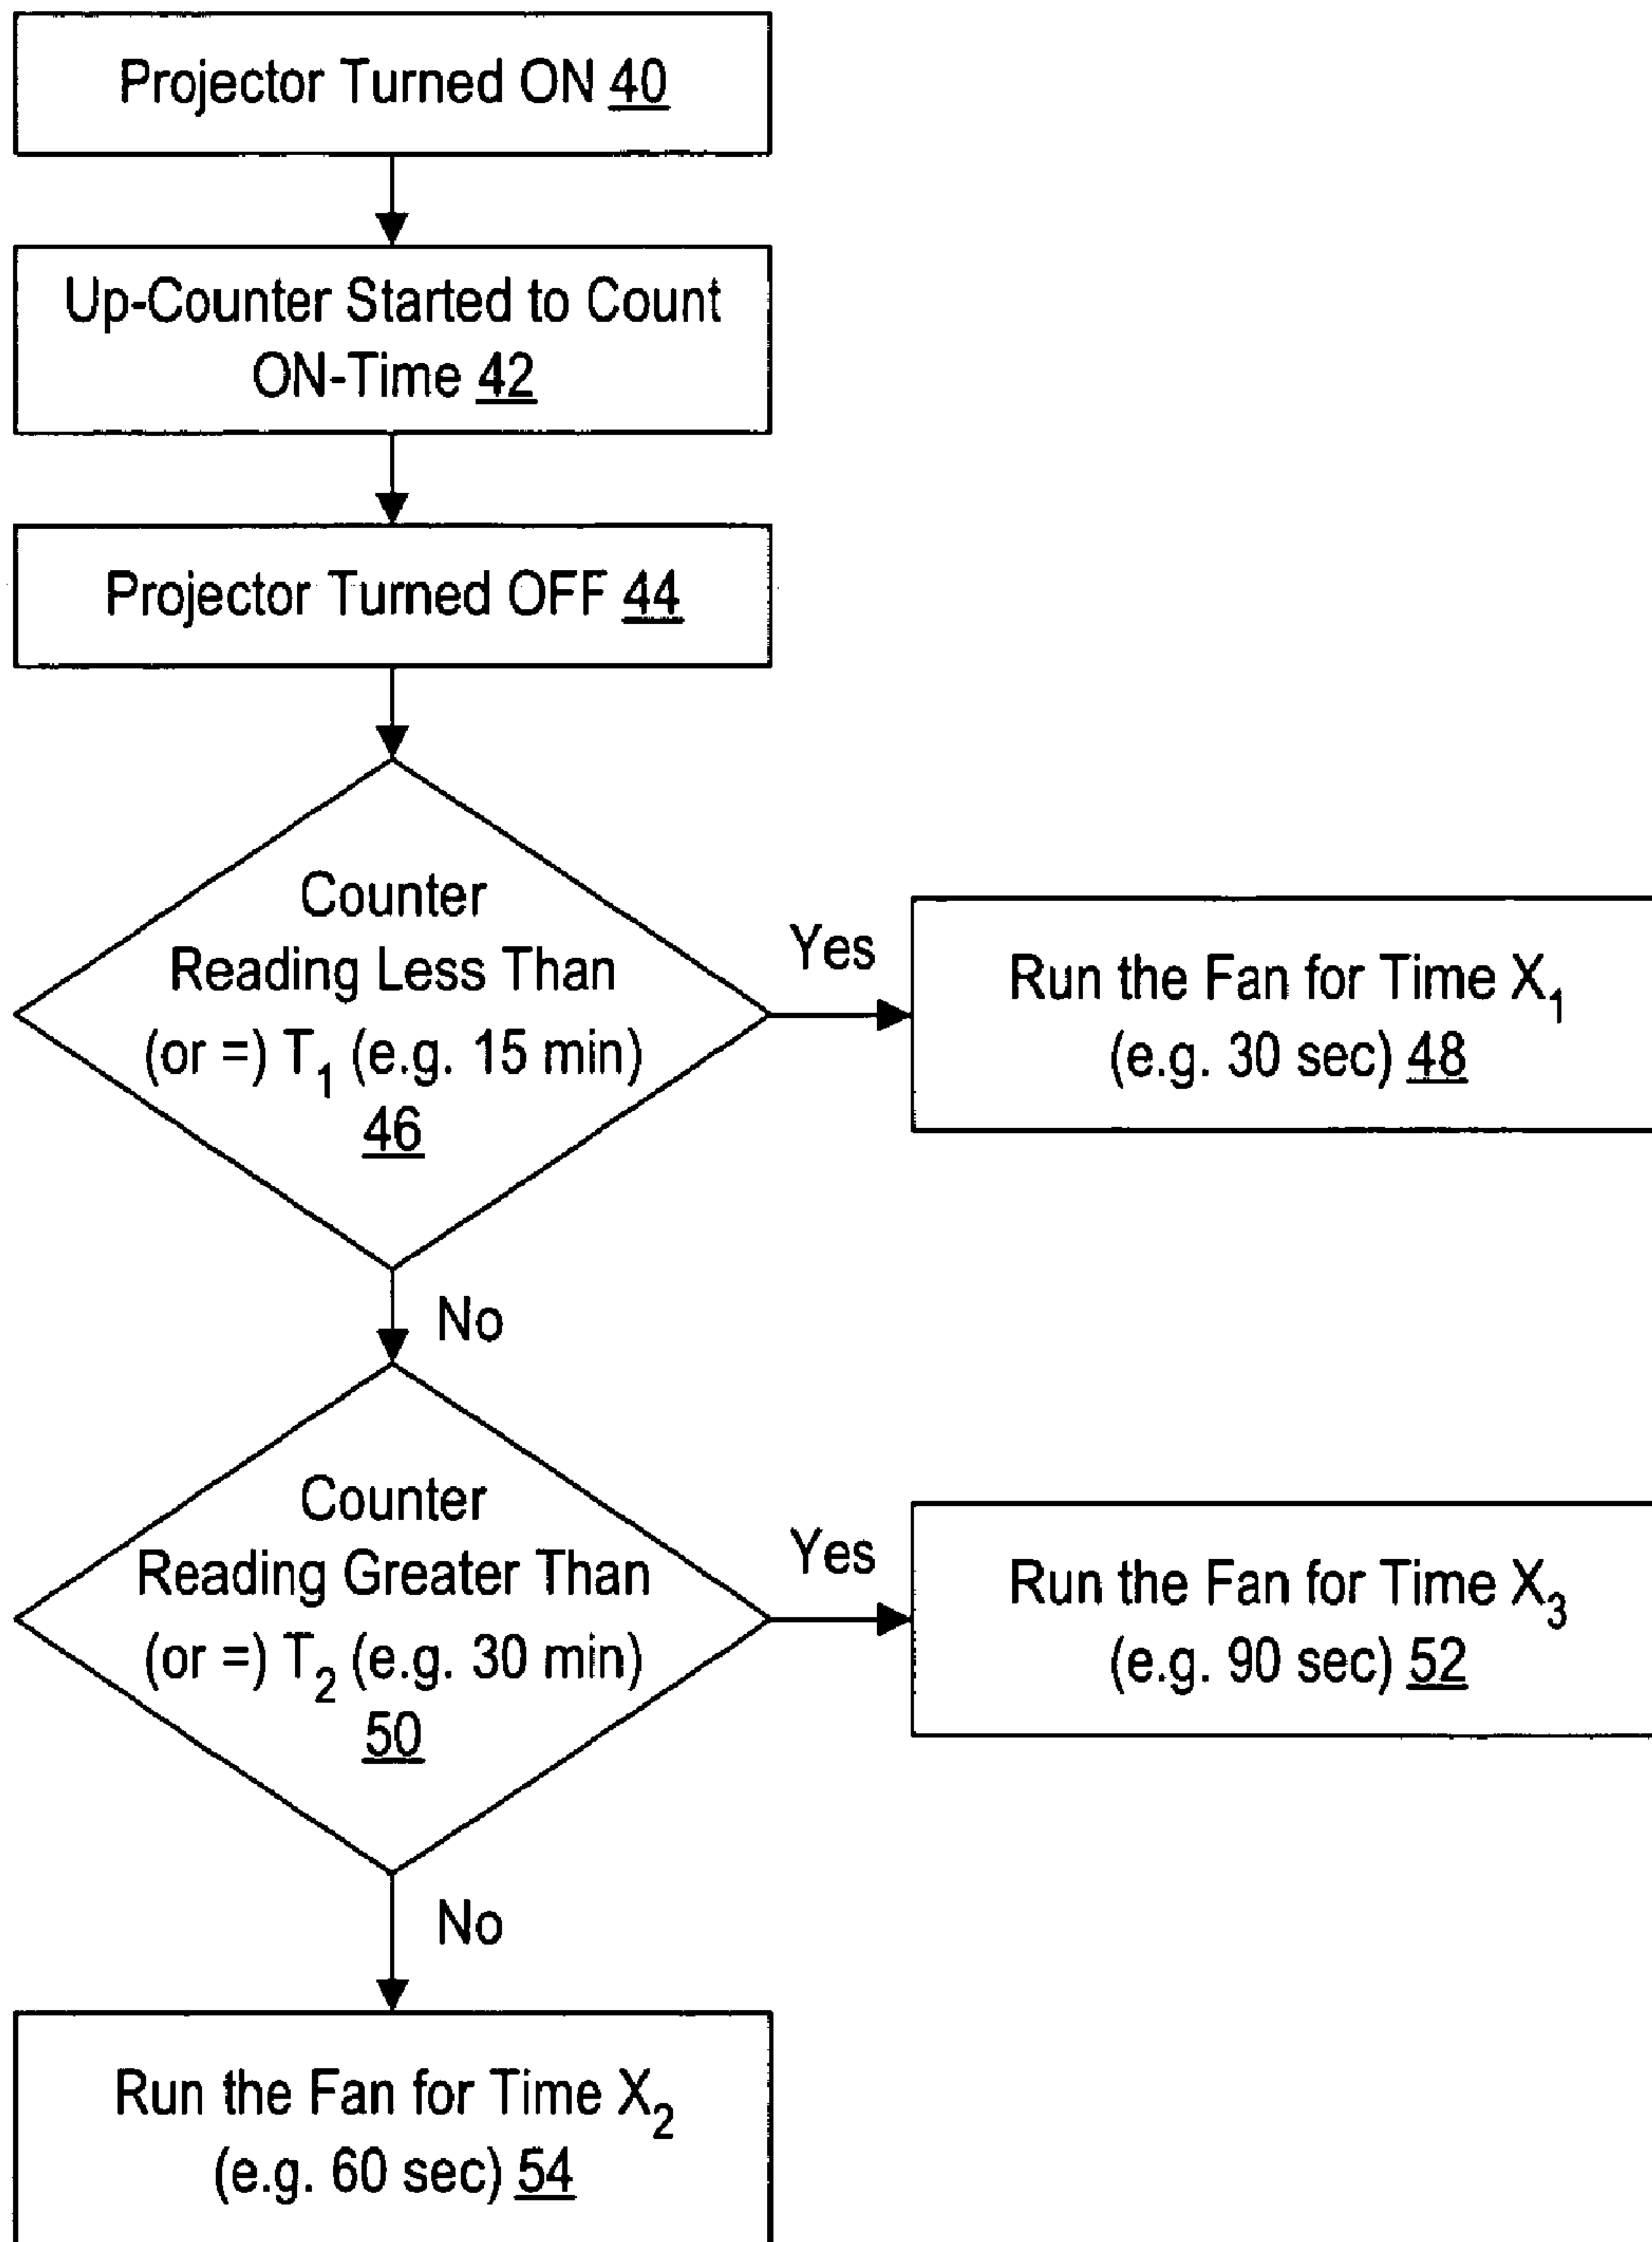 Projector Turned ON 40
Up-Counter Started to Count
ON-Time 42
Projector Turned OFF 44
Counter
Reading Less Than
(or =) T₁ (e.g. 15 min)
46
Yes
Run the Fan for Time X₁
(e.g. 30 sec) 48
No
Counter
Reading Greater Than
(or =) T₂ (e.g. 30 min)
50
Yes
Run the Fan for Time X₃
(e.g. 90 sec) 52
No
Run the Fan for Time X₂
(e.g. 60 sec) 54